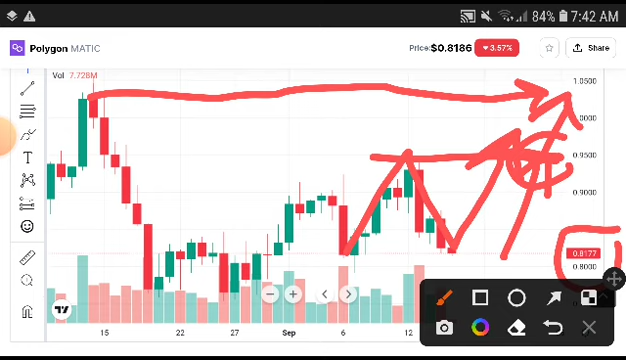 84% 7:42 AM
Polygon MATIC
Price:$0.8186
3.57%
Share
Vol 7.728M
1.0500
1.0000
0.9500
0.9000
0.8177
0.8000
15 22 27 Sep 6 12